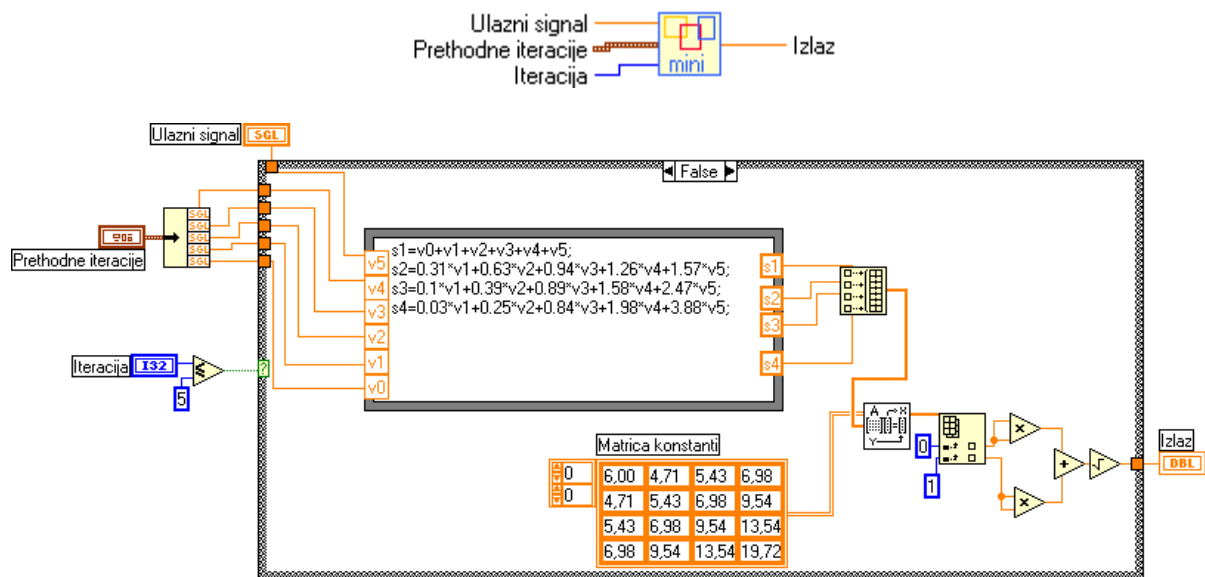 Ulazni signal
Prethodne iteracije
Iteracija
mini
Izlaz
Ulazni signal SGL
False
SGL
SGL
SGL
SGL
SGL
Prethodne iteracije
s1=v0+v1+v2+v3+v4+v5;
s2=0.31*v1+0.63*v2+0.94*v3+1.26*v4+1.57*v5;
s3=0.1*v1+0.39*v2+0.89*v3+1.58*v4+2.47*v5;
s4=0.03*v1+0.25*v2+0.84*v3+1.98*v4+3.88*v5;
v5
v4
v3
v2
v1
v0
s1
s2
s3
s4
Iteracija I32
5
?
A X
Y
0
1
Matrica konstanti
0
0
6,00 4,71 5,43 6,98
4,71 5,43 6,98 9,54
5,43 6,98 9,54 13,54
6,98 9,54 13,54 19,72
Izlaz
DBL